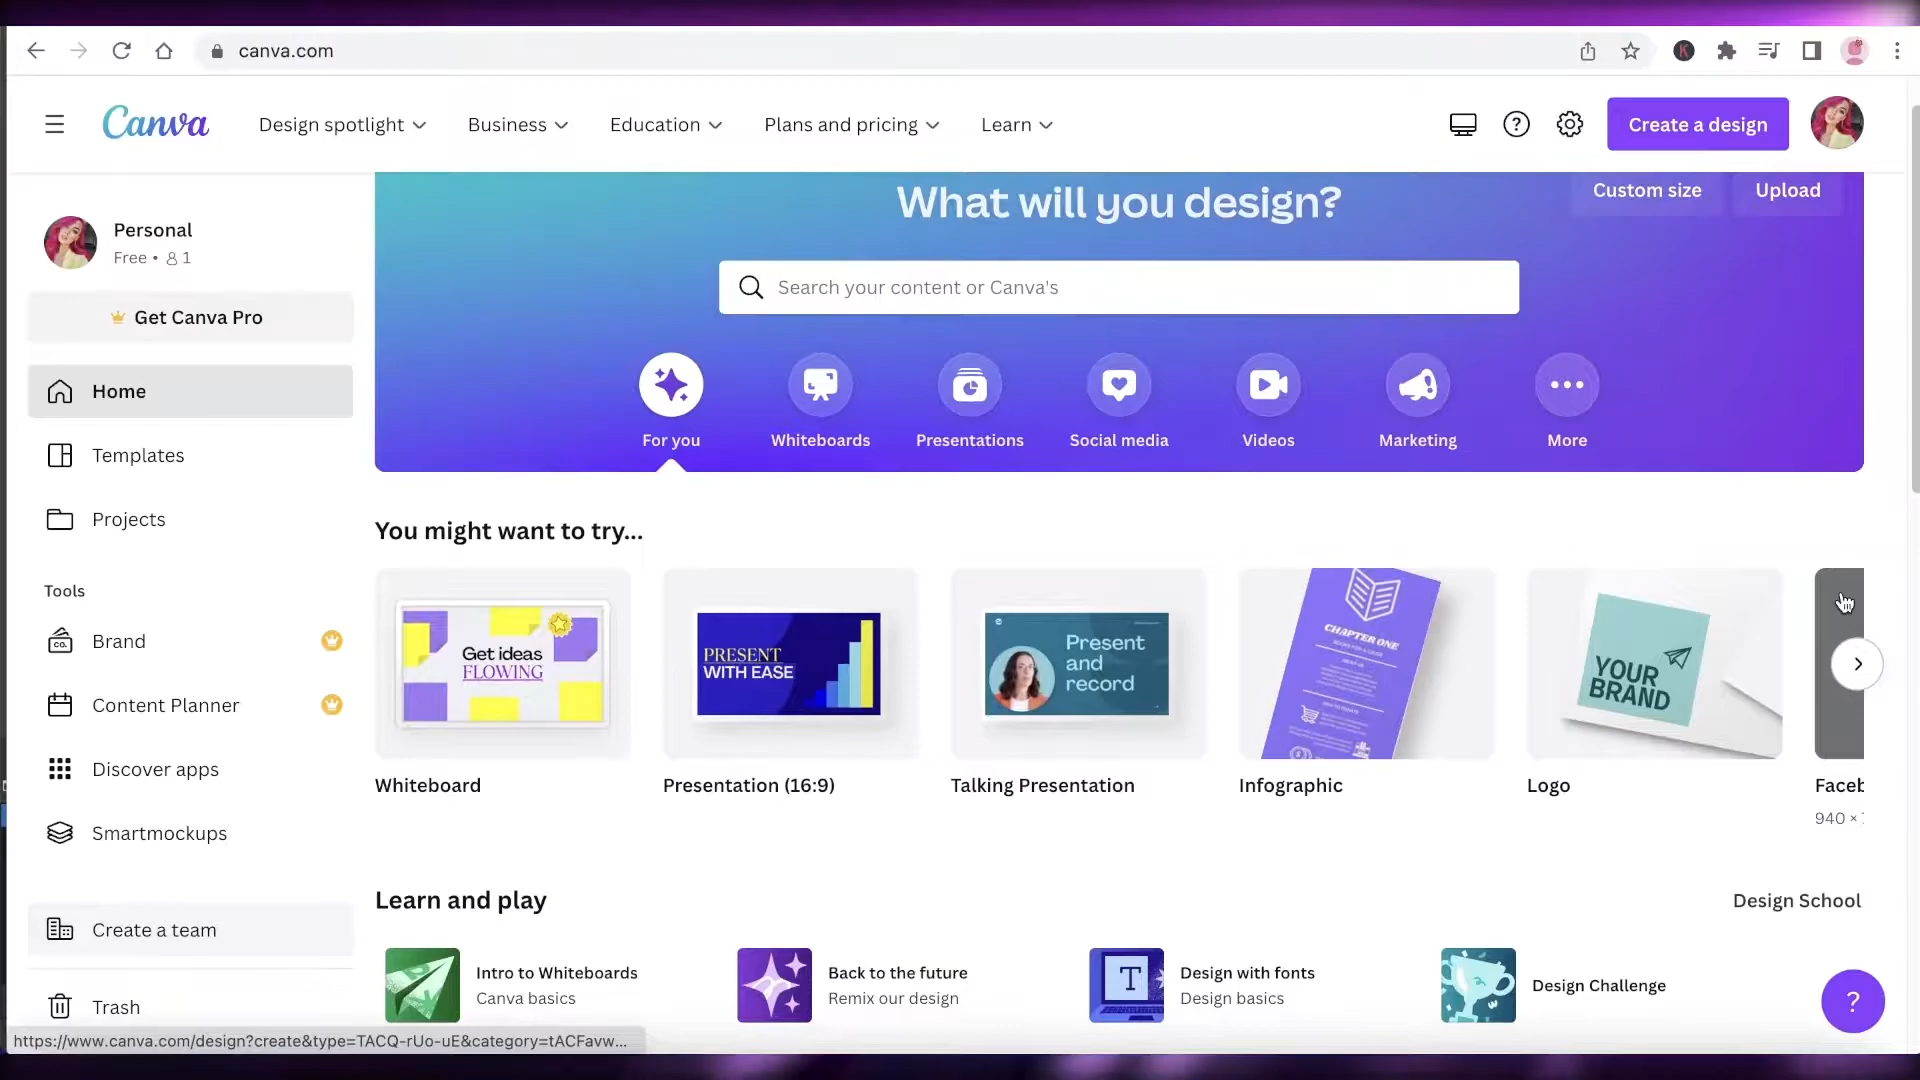 canva.com
Canva
Design spotlight
Business
Education
Plans and pricing
Learn
Create a design
Personal
Free • 1
Get Canva Pro
Home
Templates
Projects
Tools
Brand
CO.
Content Planner
Discover apps
Smartmockups
Create a team
Trash
What will you design?
Custom size
Upload
Search your content or Canva's
For you
Whiteboards
Presentations
Social media
Videos
Marketing
More
You might want to try...
Get ideas
FLOWING
Whiteboard
PRESENT
WITH EASE
Presentation (16:9)
Present
and
record
Talking Presentation
CHAPTER ONE
Infographic
YOUR
BRAND
Logo
Faceb
940 ×
Learn and play
Design School
Intro to Whiteboards
Canva basics
Back to the future
Remix our design
T
Design with fonts
Design basics
Design Challenge
?
https://www.canva.com/design?create&type=TACQ-rUo-uE&category=tACFavw...